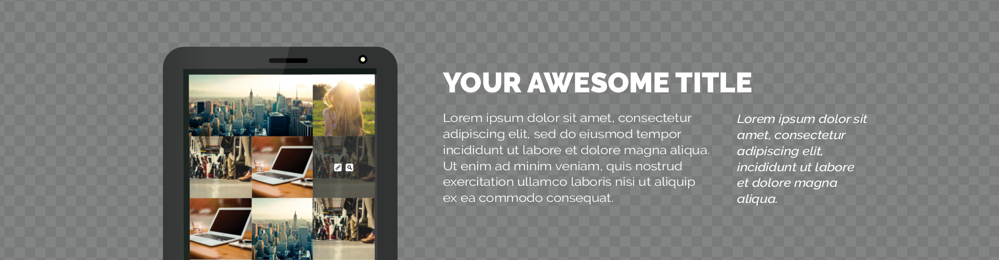 YOUR AWESOME TITLE
Lorem ipsum dolor sit amet, consectetur
adipiscing elit, sed do eiusmod tempor
incididunt ut labore et dolore magna aliqua.
Ut enim ad minim veniam, quis nostrud
exercitation ullamco laboris nisi ut aliquip
ex ea commodo consequat.
Lorem ipsum dolor sit
amet, consectetur
adipiscing elit,
incididunt ut labore
et dolore magna
aliqua.